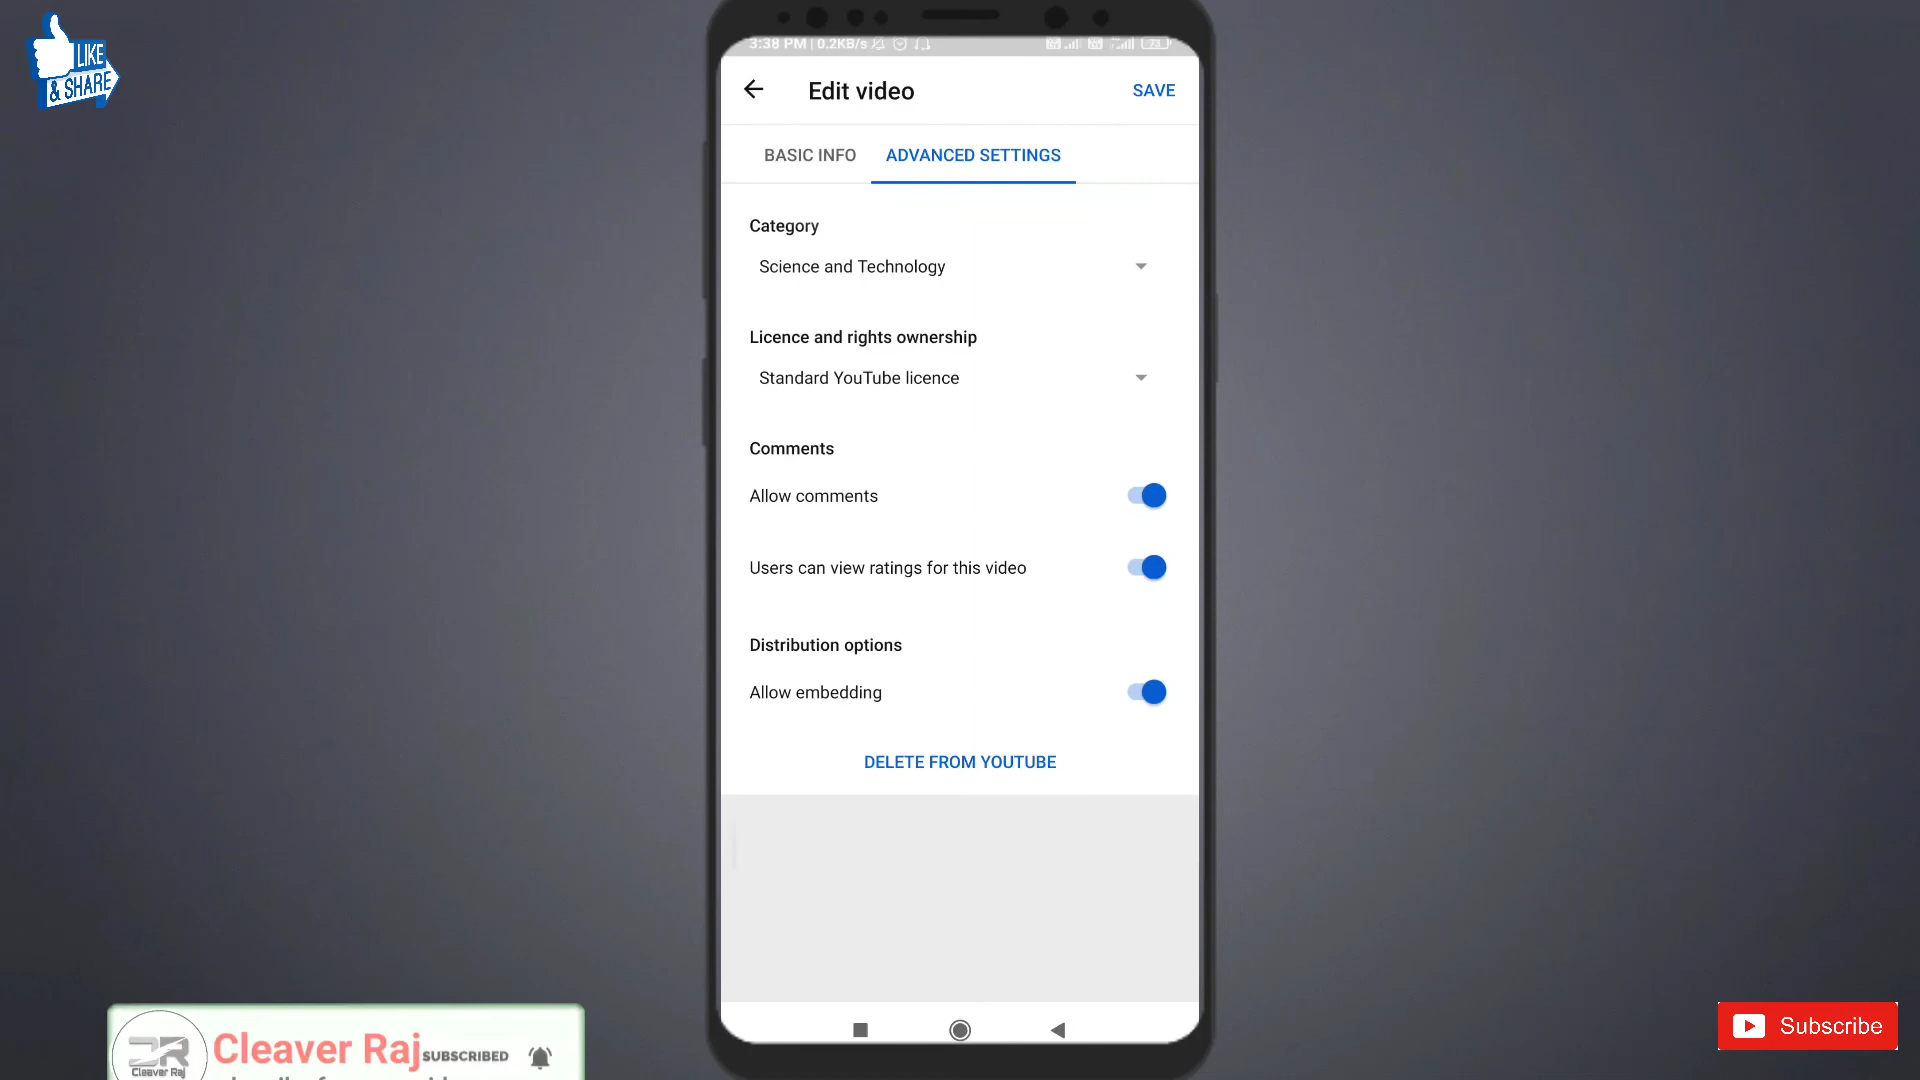 LIKE
& SHARE
3:38 PM | 0.2KB/s
73
Edit video
SAVE
BASIC INFO
ADVANCED SETTINGS
Category
Science and Technology
Licence and rights ownership
Standard YouTube licence
Comments
Allow comments
Users can view ratings for this video
Distribution options
Allow embedding
DELETE FROM YOUTUBE
Cleaver Raj
SUBSCRIBED
Cleaver Raj
Subscribe